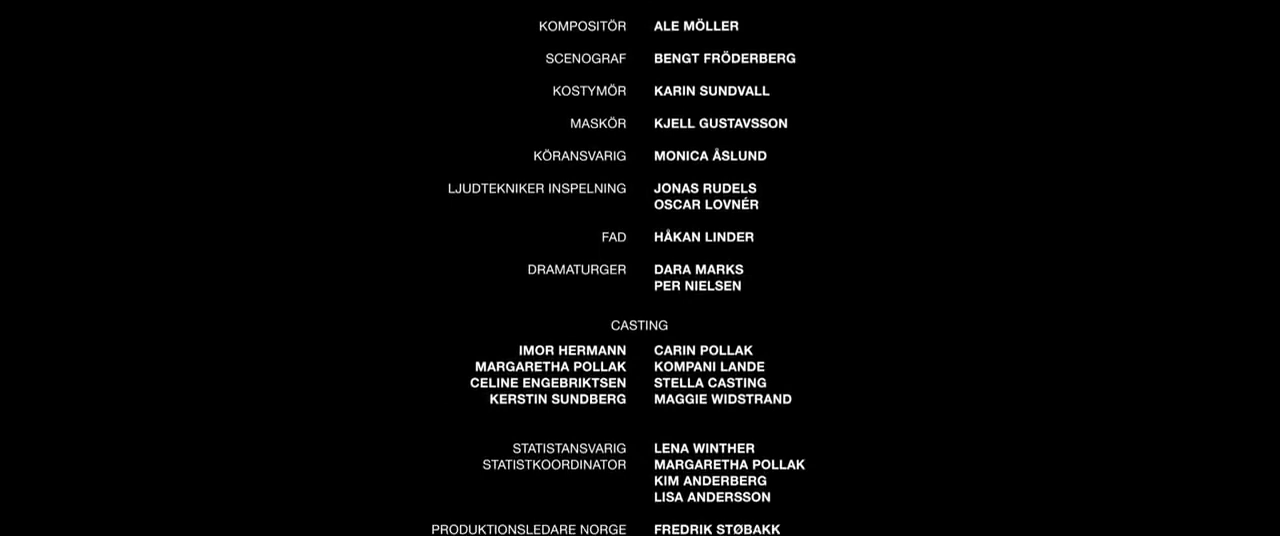 KOMPOSITÖR ALE MÖLLER
SCENOGRAF BENGT FRÖDERBERG
KOSTYMÖR KARIN SUNDVALL
MASKÖR KJELL GUSTAVSSON
KÖRANSVARIG MONICA ÅSLUND
LJUDTEKNIKER INSPELNING JONAS RUDELS
OSCAR LOVNÉR
FAD HÅKAN LINDER
DRAMATURGER DARA MARKS
PER NIELSEN
CASTING
IMOR HERMANN CARIN POLLAK
MARGARETHA POLLAK KOMPANI LANDE
CELINE ENGEBRIKTSEN STELLA CASTING
KERSTIN SUNDBERG MAGGIE WIDSTRAND
STATISTANSVARIG LENA WINTHER
STATISTKOORDINATOR MARGARETHA POLLAK
KIM ANDERBERG
LISA ANDERSSON
PRODUKTIONSLEDARE NORGE FREDRIK STØBAKK